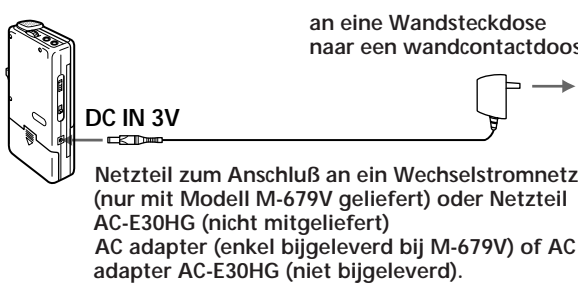 an eine Wandsteckdose
naar een wandcontactdoos
DC IN 3V
Netzteil zum Anschluß an ein Wechselstromnetz
(nur mit Modell M-679V geliefert) oder Netzteil
AC-E30HG (nicht mitgeliefert)
AC adapter (enkel bijgeleverd bij M-679V) of AC
adapter AC-E30HG (niet bijgeleverd).